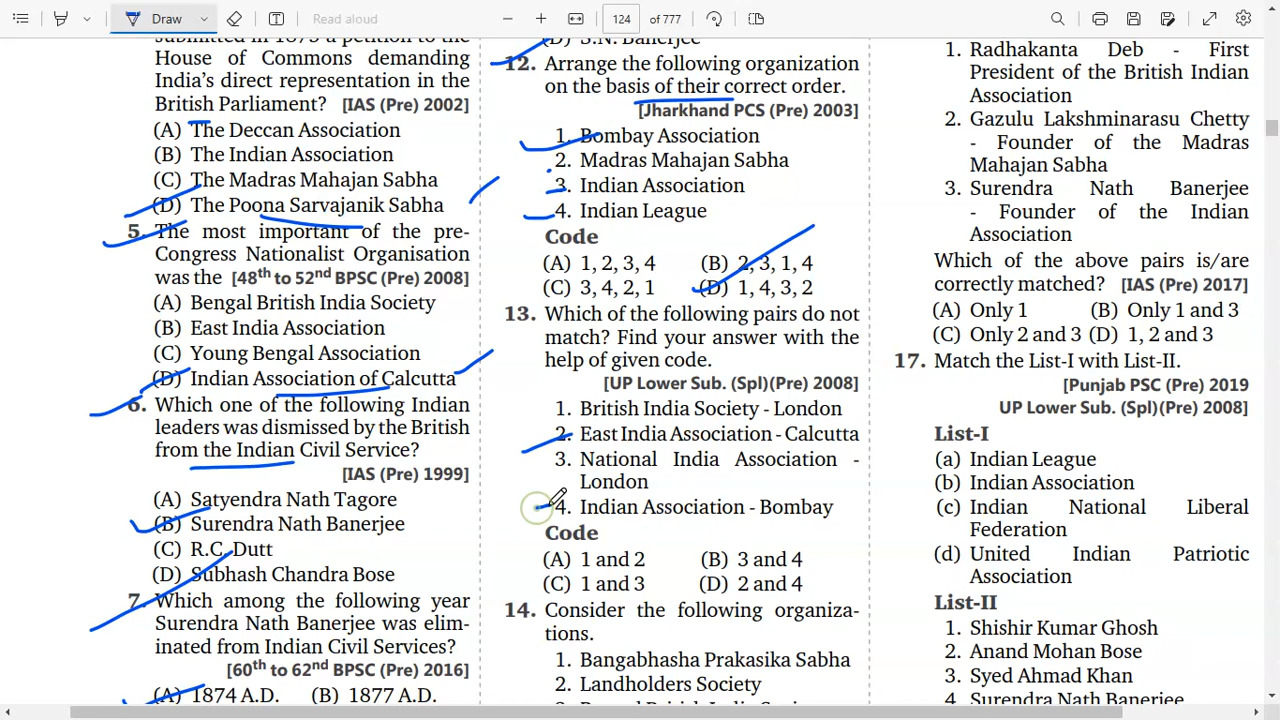 Draw
Read aloud
124
of 777
submitted in 1875 a petition to the
House of Commons demanding
India's direct representation in the
British Parliament? [IAS (Pre) 2002]
(A) The Deccan Association
(B) The Indian Association
(C) The Madras Mahajan Sabha
(D) The Poona Sarvajanik Sabha
5. The most important of the pre-
Congress Nationalist Organisation
was the [48th to 52nd BPSC (Pre) 2008]
(A) Bengal British India Society
(B) East India Association
(C) Young Bengal Association
(D) Indian Association of Calcutta
6. Which one of the following Indian
leaders was dismissed by the British
from the Indian Civil Service?
[IAS (Pre) 1999]
(A) Satyendra Nath Tagore
(B) Surendra Nath Banerjee
(C) R.C. Dutt
(D) Subhash Chandra Bose
7. Which among the following year
Surendra Nath Banerjee was elim-
inated from Indian Civil Services?
[60th to 62nd BPSC (Pre) 2016]
(A) 1874 A.D. (B) 1877 A.D.
(D) S.N. Banerjee
12. Arrange the following organization
on the basis of their correct order.
[Jharkhand PCS (Pre) 2003]
1. Bombay Association
2. Madras Mahajan Sabha
3. Indian Association
4. Indian League
Code
(A) 1, 2, 3, 4 (B) 2, 3, 1, 4
(C) 3, 4, 2, 1 (D) 1, 4, 3, 2
13. Which of the following pairs do not
match? Find your answer with the
help of given code.
[UP Lower Sub. (Spl)(Pre) 2008]
1. British India Society - London
2. East India Association - Calcutta
3. National India Association -
London
4. Indian Association - Bombay
Code
(A) 1 and 2 (B) 3 and 4
(C) 1 and 3 (D) 2 and 4
14. Consider the following organiza-
tions.
1. Bangabhasha Prakasika Sabha
2. Landholders Society
1. Radhakanta Deb - First
President of the British Indian
Association
2. Gazulu Lakshminarasu Chetty
- Founder of the Madras
Mahajan Sabha
3. Surendra Nath Banerjee
- Founder of the Indian
Association
Which of the above pairs is/are
correctly matched? [IAS (Pre) 2017]
(A) Only 1 (B) Only 1 and 3
(C) Only 2 and 3 (D) 1, 2 and 3
17. Match the List-I with List-II.
[Punjab PSC (Pre) 2019
UP Lower Sub. (Spl)(Pre) 2008]
List-I
(a) Indian League
(b) Indian Association
(c) Indian National Liberal
Federation
(d) United Indian Patriotic
Association
List-II
1. Shishir Kumar Ghosh
2. Anand Mohan Bose
3. Syed Ahmad Khan
4. Surendra Nath Banerjee